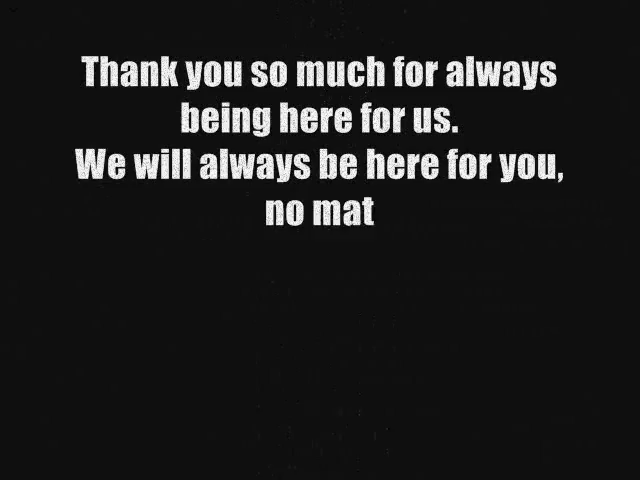 Thank you so much for always
being here for us.
We will always be here for you,
no mat